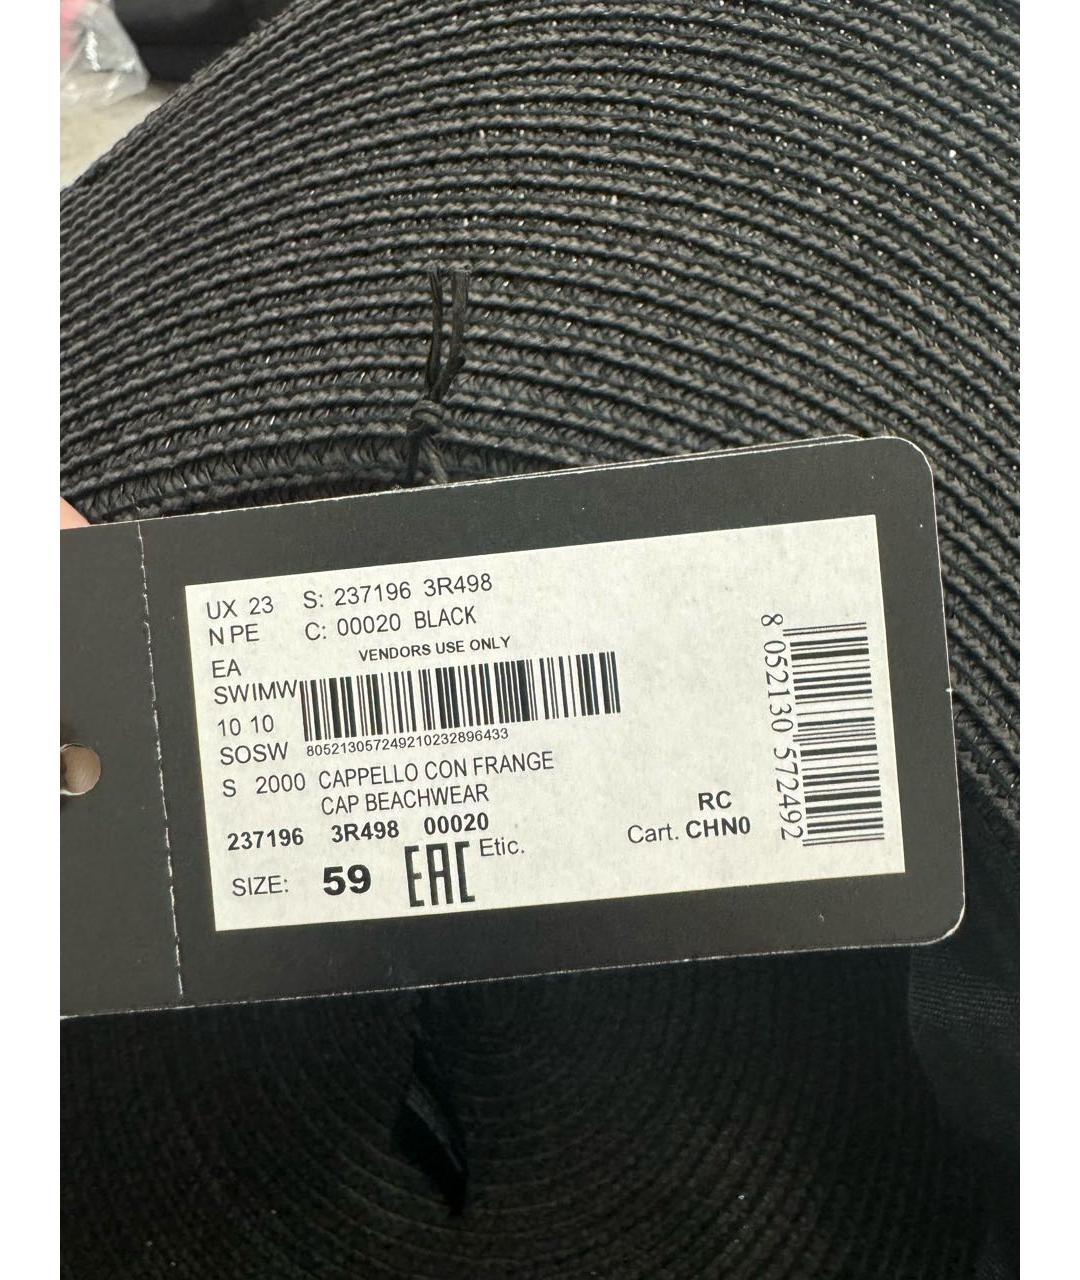 UX 23 S: 237196 3R498
N PE C: 00020 BLACK
EA VENDORS USE ONLY
SWIMW
10 10
SOSW 805213057249210232896433
S 2000 CAPPELLO CON FRANGE
CAP BEACHWEAR
237196 3R498 00020
SIZE: 59 EAC Etic.
RC
Cart. CHN0
8 052130 572492